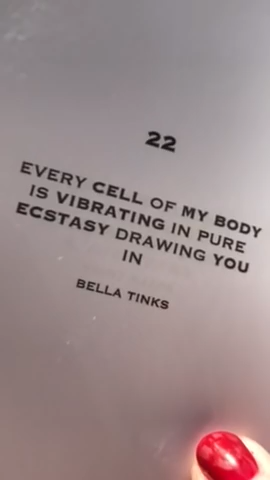 22
EVERY CELL OF MY BODY
IS VIBRATING IN PURE
ECSTASY DRAWING YOU
IN
BELLA TINKS